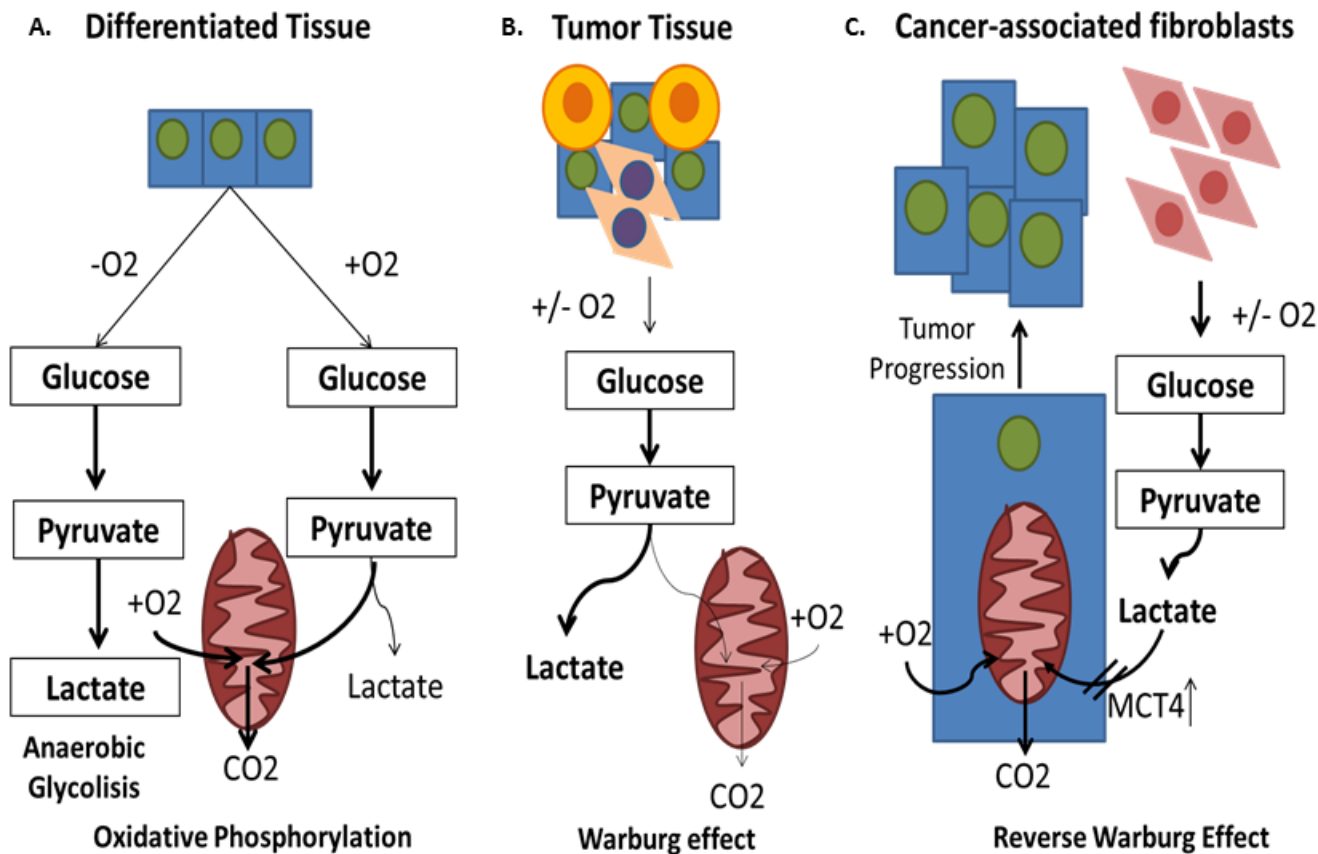 A. Differentiated Tissue
-O2
+O2
Glucose
Glucose
Pyruvate
Pyruvate
+O2
Lactate
Lactate
Anaerobic
Glycolisis
CO2
Oxidative Phosphorylation
B. Tumor Tissue
+/- O2
Glucose
Pyruvate
+O2
Lactate
CO2
Warburg effect
C. Cancer-associated fibroblasts
+/- O2
Tumor
Progression
Glucose
Pyruvate
Lactate
+O2
MCT4
CO2
Reverse Warburg Effect